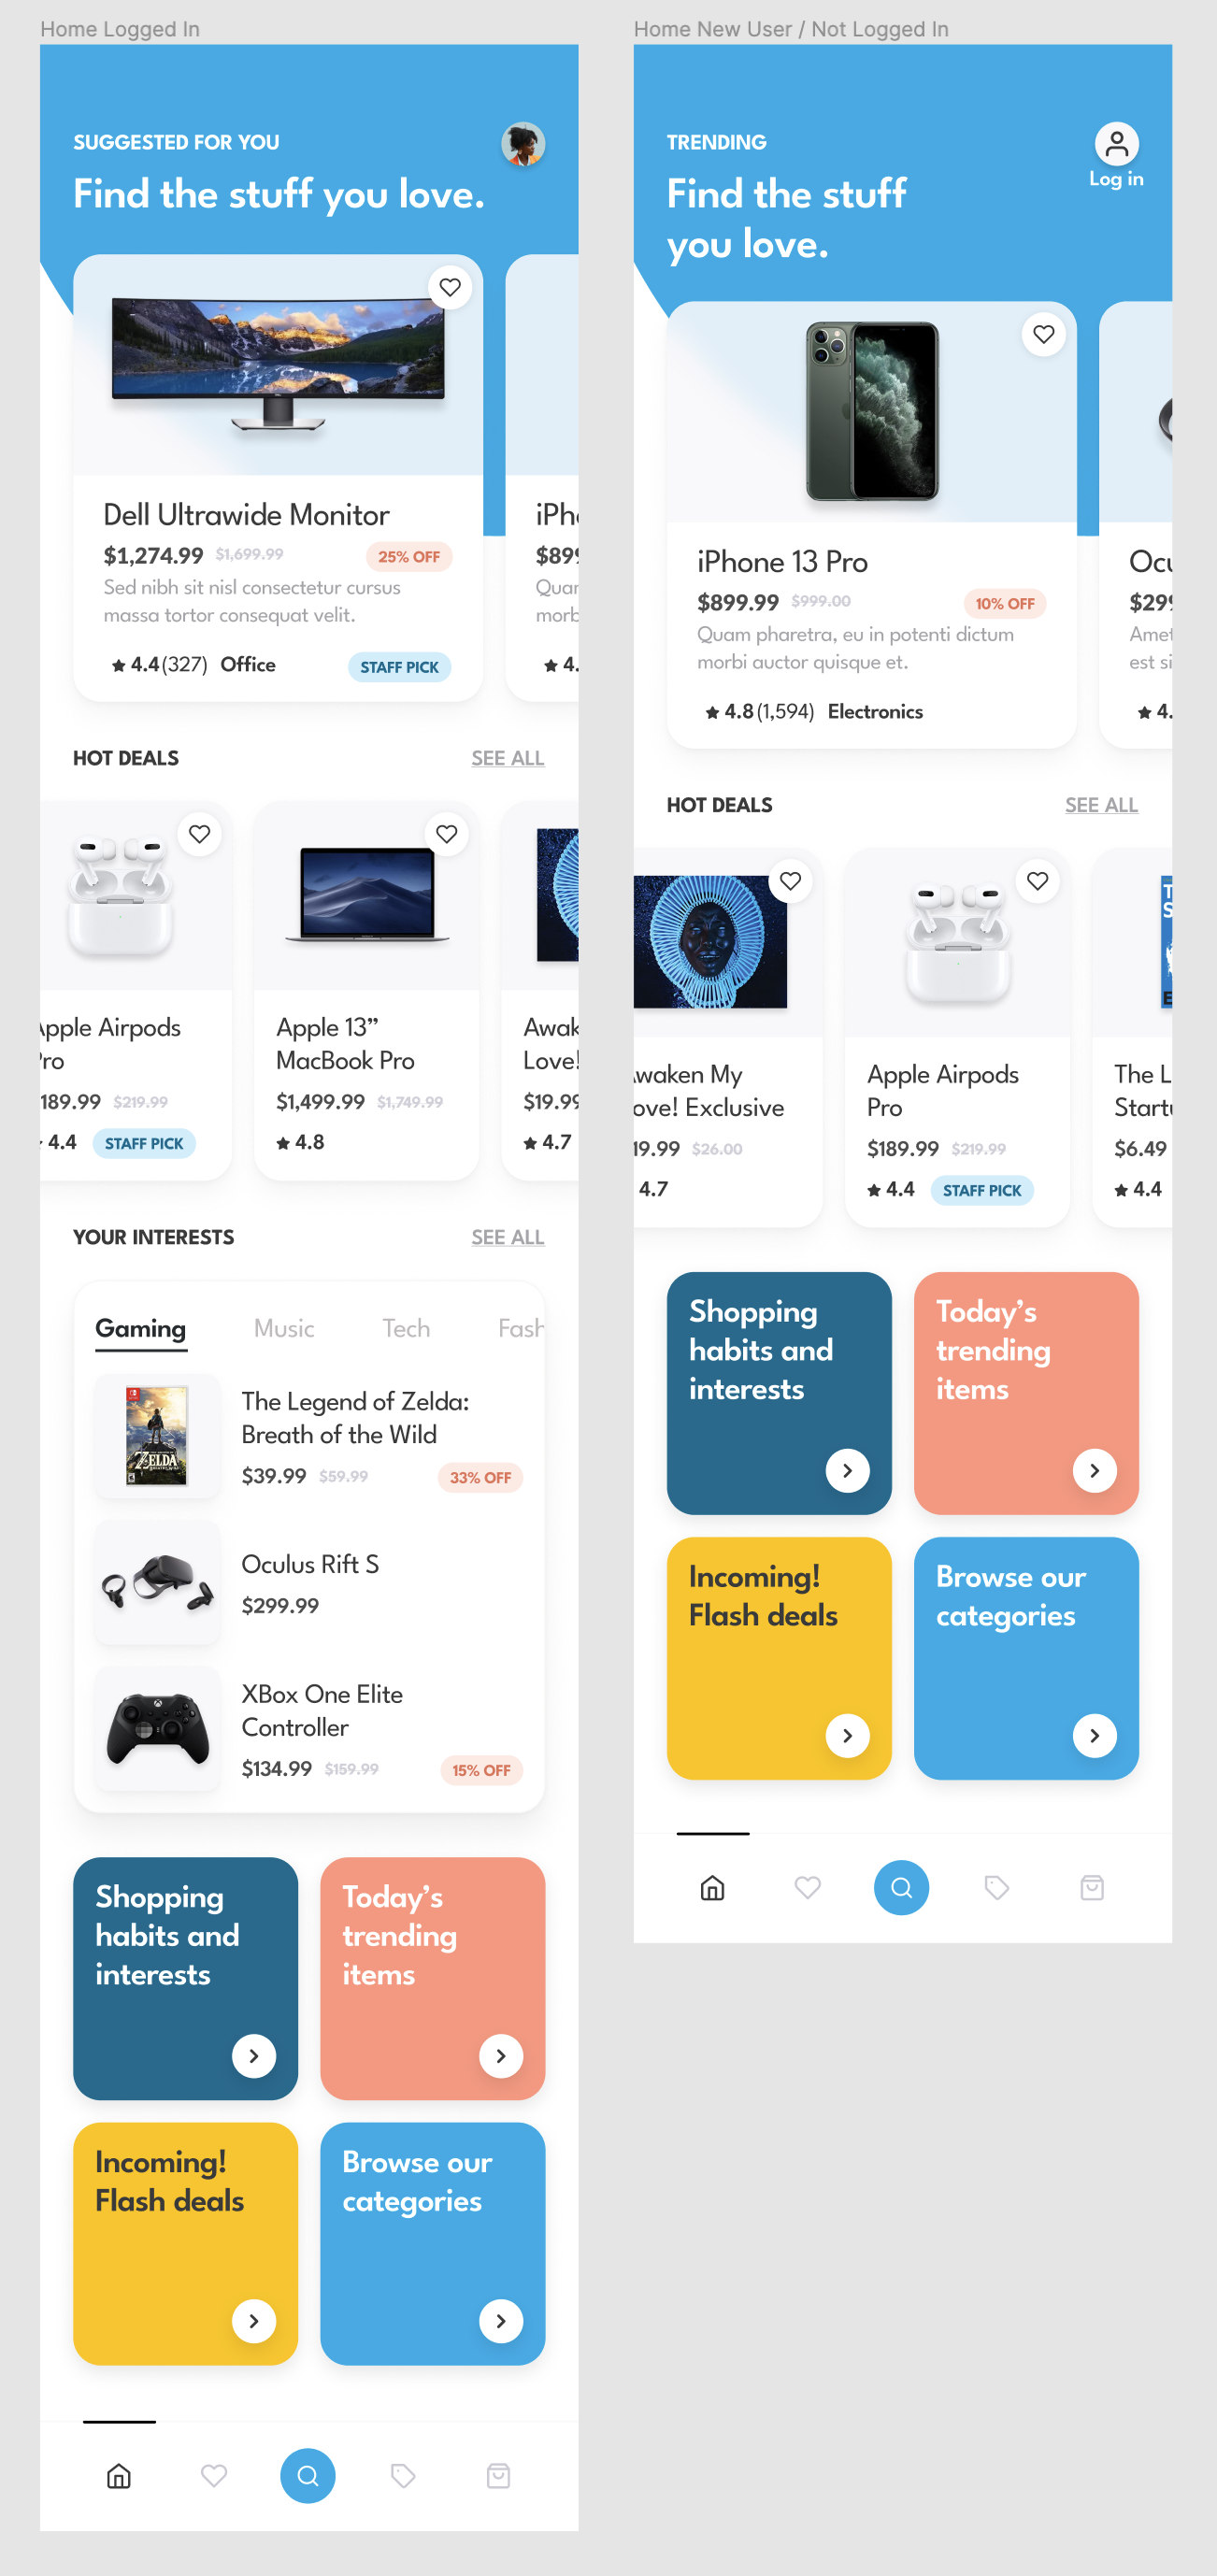 Home Logged In
SUGGESTED FOR YOU
Find the stuff you love.
Dell Ultrawide Monitor
$1,274.99 $1,699.99 25% OFF
Sed nibh sit nisl consectetur cursus
massa tortor consequat velit.
4.4 (327) Office STAFF PICK
iPh
$899
Quar
morb
4.
HOT DEALS SEE ALL
Apple Airpods
Pro
189.99 $219.99
4.4 STAFF PICK
Apple 13”
MacBook Pro
$1,499.99 $1,749.99
4.8
Awak
Love!
$19.99
4.7
YOUR INTERESTS SEE ALL
Gaming Music Tech Fash
ZELDA
The Legend of Zelda:
Breath of the Wild
$39.99 $59.99 33% OFF
Oculus Rift S
$299.99
XBox One Elite
Controller
$134.99 $159.99 15% OFF
Shopping
habits and
interests
Today’s
trending
items
Incoming!
Flash deals
Browse our
categories
Home New User / Not Logged In
TRENDING
Log in
Find the stuff
you love.
iPhone 13 Pro
$899.99 $999.00 10% OFF
Quam pharetra, eu in potenti dictum
morbi auctor quisque et.
4.8 (1,594) Electronics
Ocu
$299
Amet
est si
4.
HOT DEALS SEE ALL
Awaken My
ove! Exclusive
19.99 $26.00
4.7
Apple Airpods
Pro
$189.99 $219.99
4.4 STAFF PICK
T
S
E
The L
Startu
$6.49
4.4
Shopping
habits and
interests
Today’s
trending
items
Incoming!
Flash deals
Browse our
categories